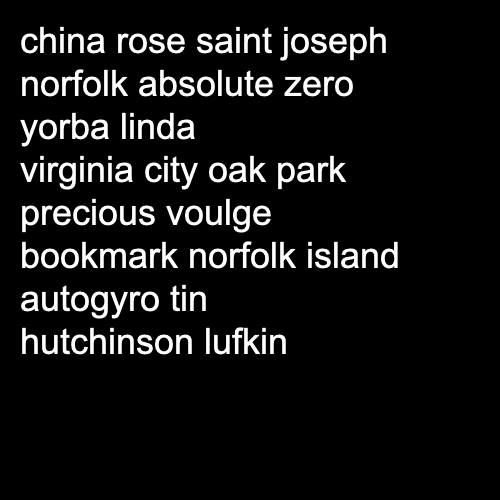 china rose saint joseph
norfolk absolute zero
yorba linda
virginia city oak park
precious voulge
bookmark norfolk island
autogyro tin
hutchinson lufkin